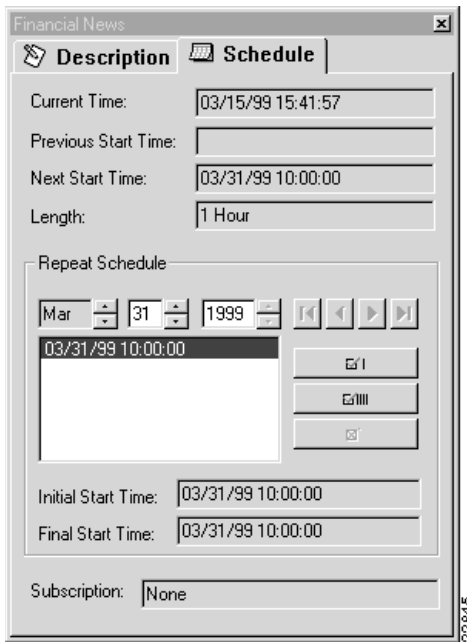 Financial News
Description
Schedule
Current Time: 03/15/99 15:41:57
Previous Start Time:
Next Start Time: 03/31/99 10:00:00
Length: 1 Hour
Repeat Schedule
Mar 31 1999
03/31/99 10:00:00
Initial Start Time: 03/31/99 10:00:00
Final Start Time: 03/31/99 10:00:00
Subscription: None